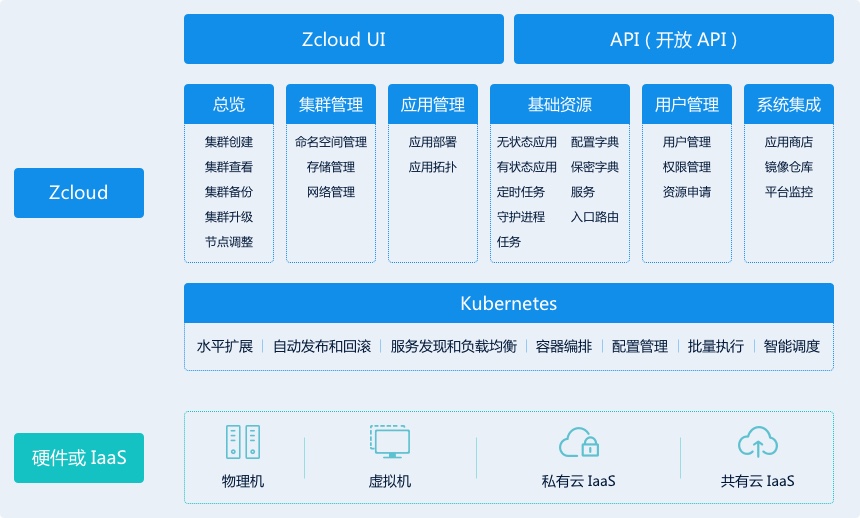 Zcloud UI
API ( 开放 API )
Zcloud
总览
集群创建
集群查看
集群备份
集群升级
节点调整
集群管理
命名空间管理
存储管理
网络管理
应用管理
应用部署
应用拓扑
基础资源
无状态应用
有状态应用
定时任务
守护进程
任务
配置字典
保密字典
服务
入口路由
用户管理
用户管理
权限管理
资源申请
系统集成
应用商店
镜像仓库
平台监控
Kubernetes
水平扩展
自动发布和回滚
服务发现和负载均衡
容器编排
配置管理
批量执行
智能调度
硬件或 IaaS
物理机
虚拟机
私有云 IaaS
共有云 IaaS